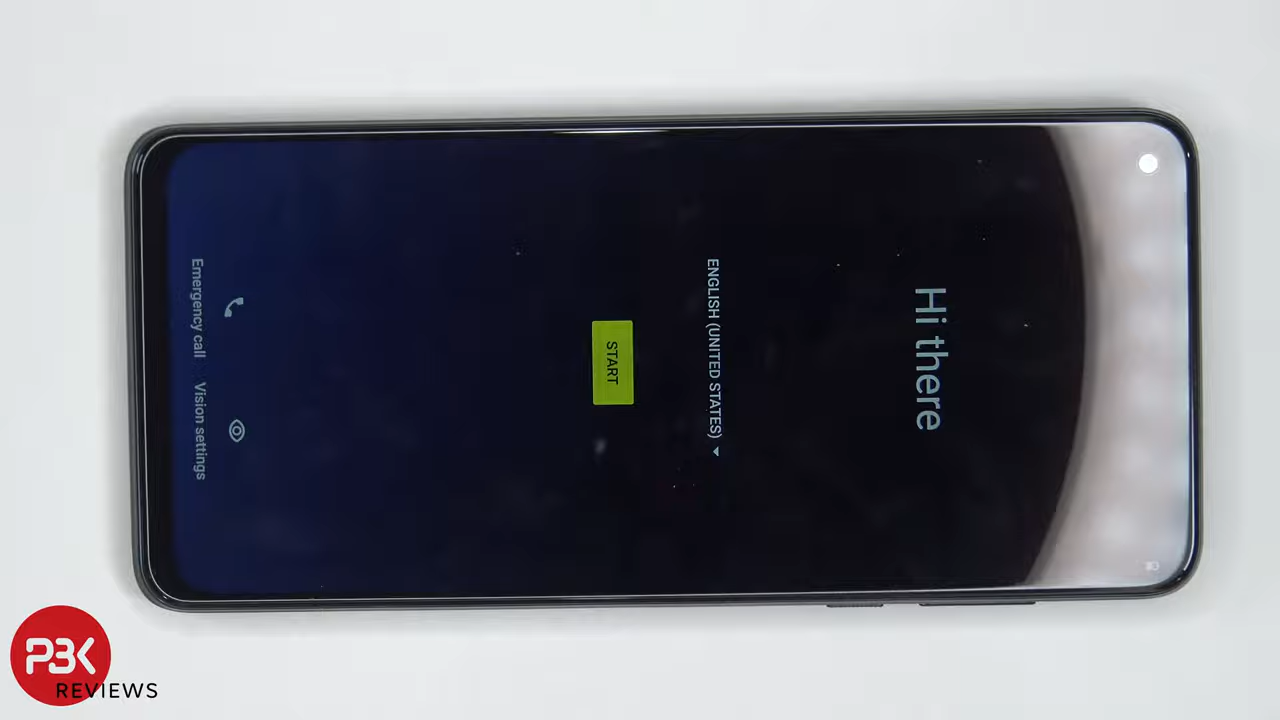 Hi there
ENGLISH (UNITED STATES)
START
Emergency call
Vision settings
PBK
REVIEWS